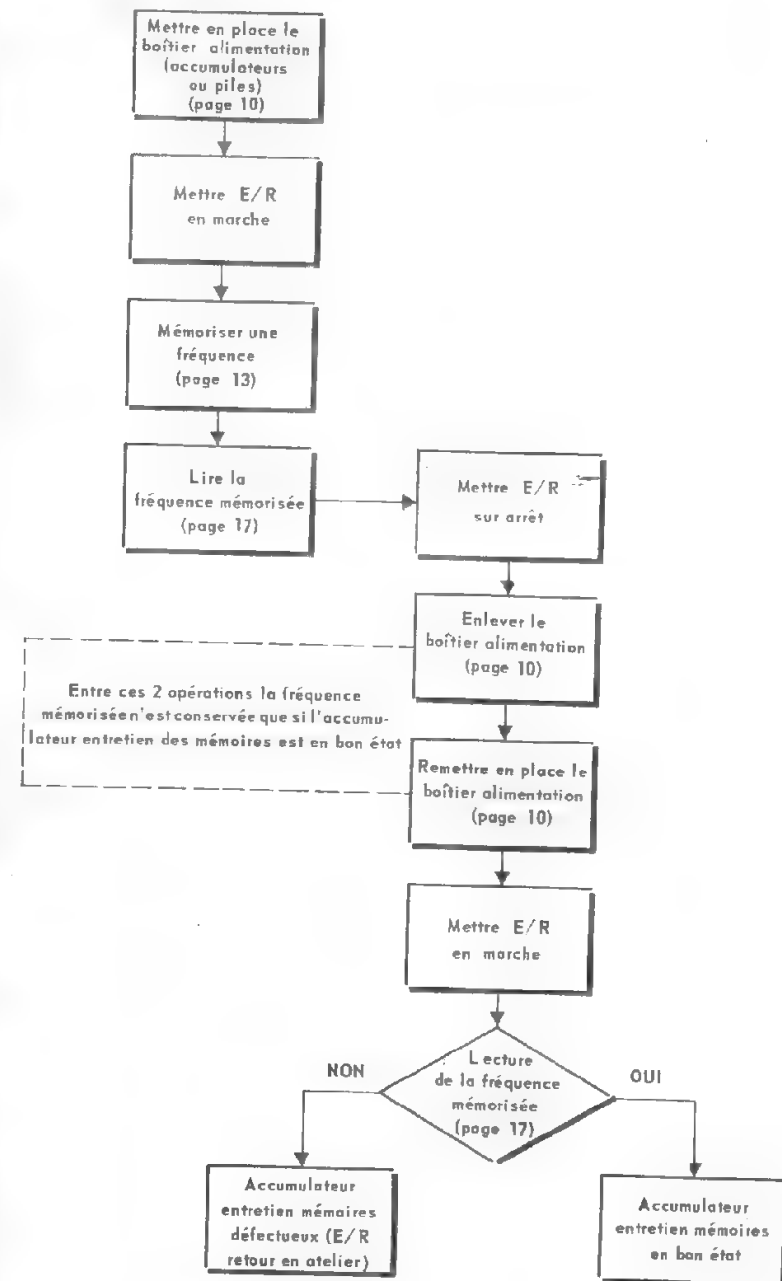 Mettre en place le
boîtier alimentation
(accumulateurs
ou piles)
(page 10)
Mettre E/R
en marche
Mémoriser une
fréquence
(page 13)
Lire la
fréquence mémorisée
(page 17)
Mettre E/R
sur arrêt
Enlever le
boîtier alimentation
(page 10)
Entre ces 2 opérations la fréquence
mémorisée n'est conservée que si l'accumu-
lateur entretien des mémoires est en bon état
Remettre en place le
boîtier alimentation
(page 10)
Mettre E/R
en marche
Lecture
de la fréquence
mémorisée
(page 17)
NON
OUI
Accumulateur
entretien mémoires
défectueux (E/R
retour en atelier)
Accumulateur
entretien mémoires
en bon état